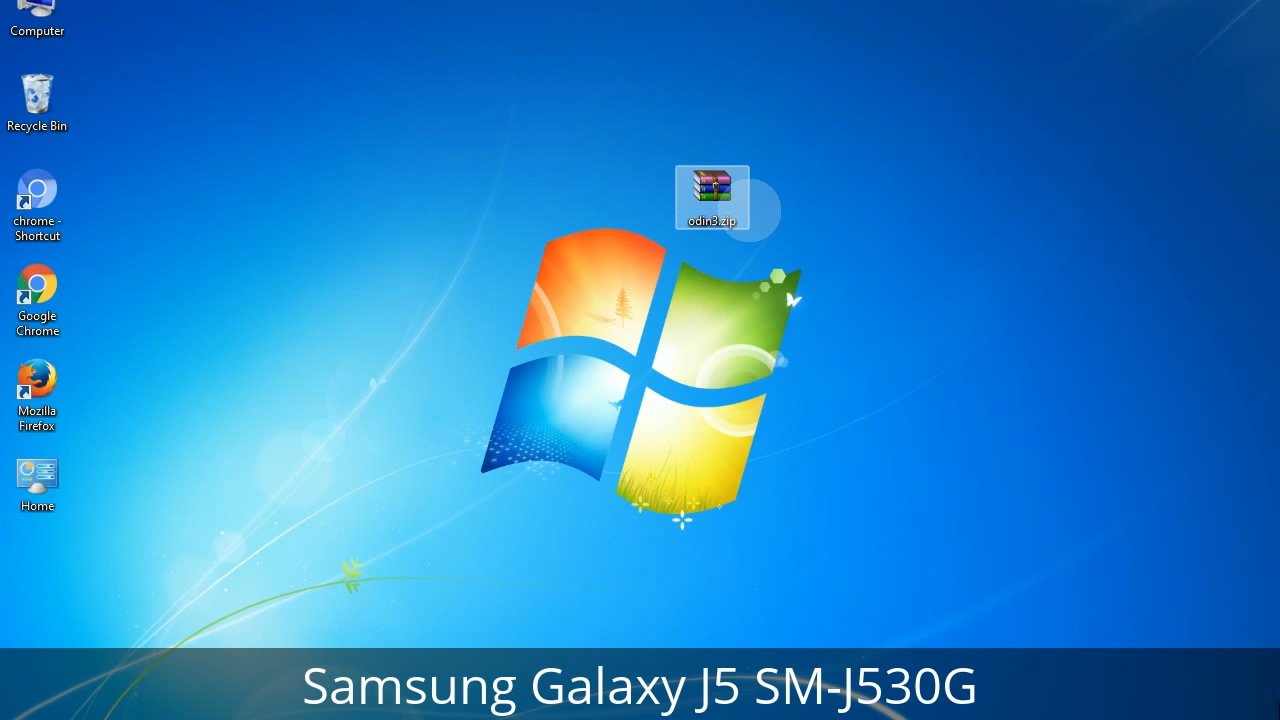 Computer
Recycle Bin
chrome -
Shortcut
Google
Chrome
Mozilla
Firefox
Home
odin3.zip
Samsung Galaxy J5 SM-J530G